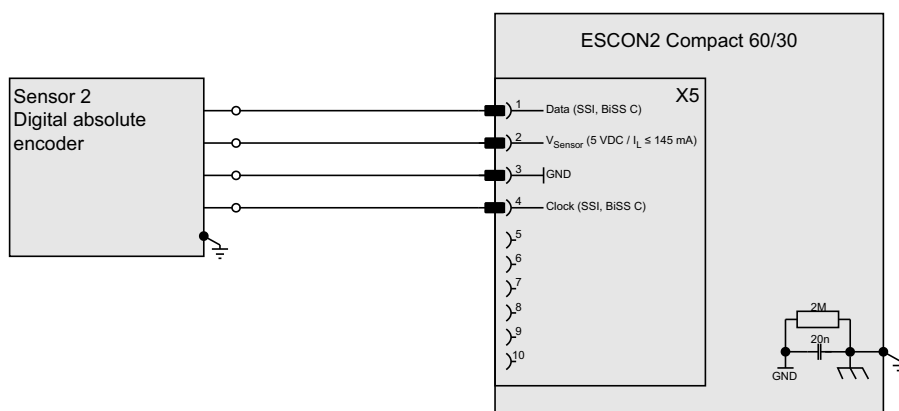 ESCON2 Compact 60/30
Sensor 2
Digital absolute
encoder
X5
1 Data (SSI, BiSS C)
2 VSensor (5 VDC / IL ≤ 145 mA)
3 GND
4 Clock (SSI, BiSS C)
5
6
7
8
9
10
2M
20n
GND